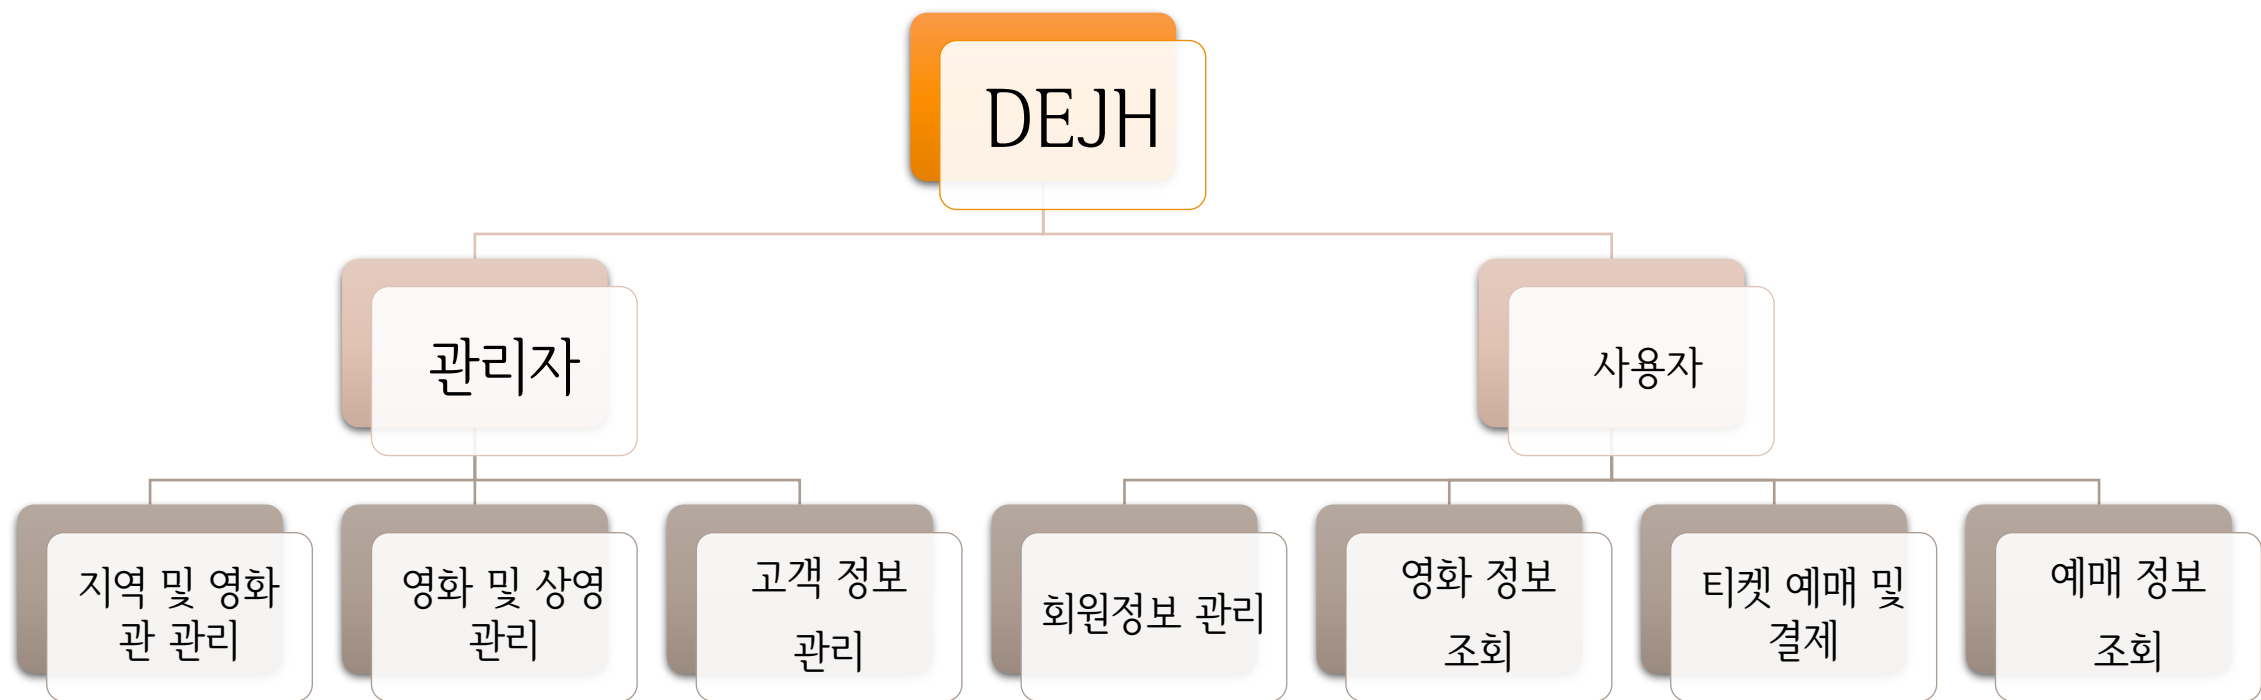 DEJH
관리자
사용자
지역 및 영화
관 관리
영화 및 상영
관리
고객 정보
관리
회원정보 관리
영화 정보
조회
티켓 예매 및
결제
예매 정보
조회